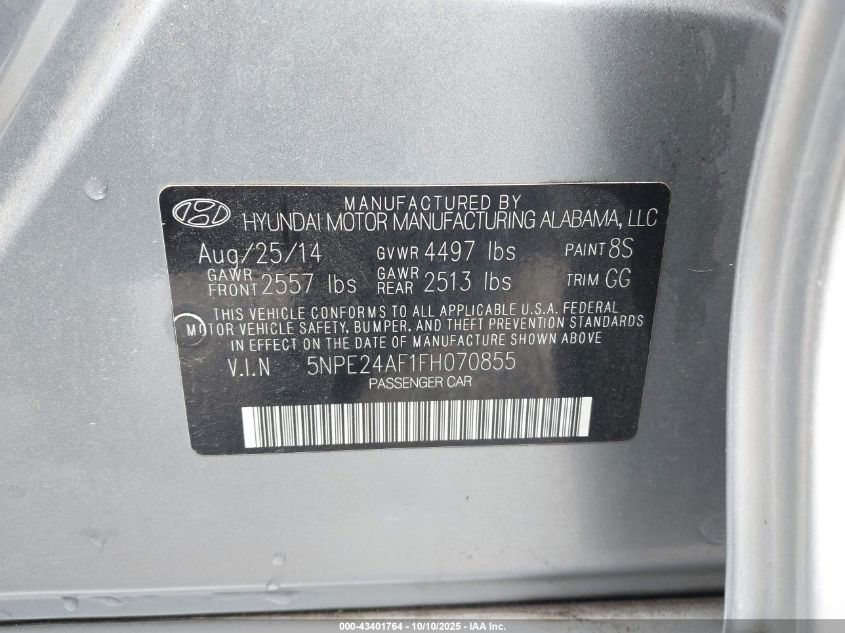 MANUFACTURED BY
HYUNDAI MOTOR MANUFACTURING ALABAMA, LLC
Aug/25/14 GVWR 4497 lbs PAINT 8S
GAWR FRONT 2557 lbs GAWR REAR 2513 lbs TRIM GG
THIS VEHICLE CONFORMS TO ALL APPLICABLE U.S.A. FEDERAL
MOTOR VEHICLE SAFETY, BUMPER, AND THEFT PREVENTION STANDARDS
IN EFFECT ON THE DATE OF MANUFACTURE SHOWN ABOVE
V.I.N 5NPE24AF1FH070855
PASSENGER CAR
000-43401764 - 10/10/2025 - IAA Inc.